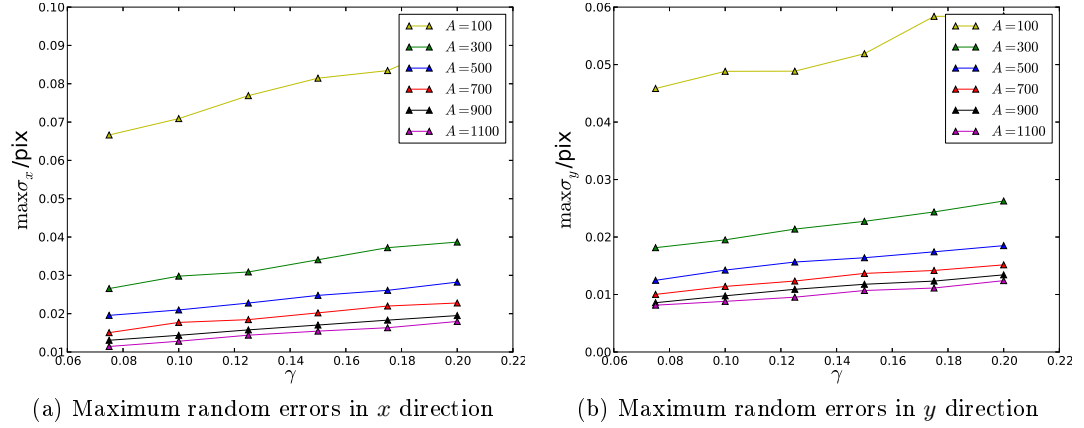 0.10
0.09
0.08
0.07
0.06
0.05
0.04
0.03
0.02
0.01
maxσ_x/pix
0.06 0.08 0.10 0.12 0.14 0.16 0.18 0.20 0.22
γ
A=100
A=300
A=500
A=700
A=900
A=1100
(a) Maximum random errors in x direction
0.06
0.05
0.04
0.03
0.02
0.01
0.00
maxσ_y/pix
0.06 0.08 0.10 0.12 0.14 0.16 0.18 0.20 0.22
γ
A=100
A=300
A=500
A=700
A=900
A=1100
(b) Maximum random errors in y direction